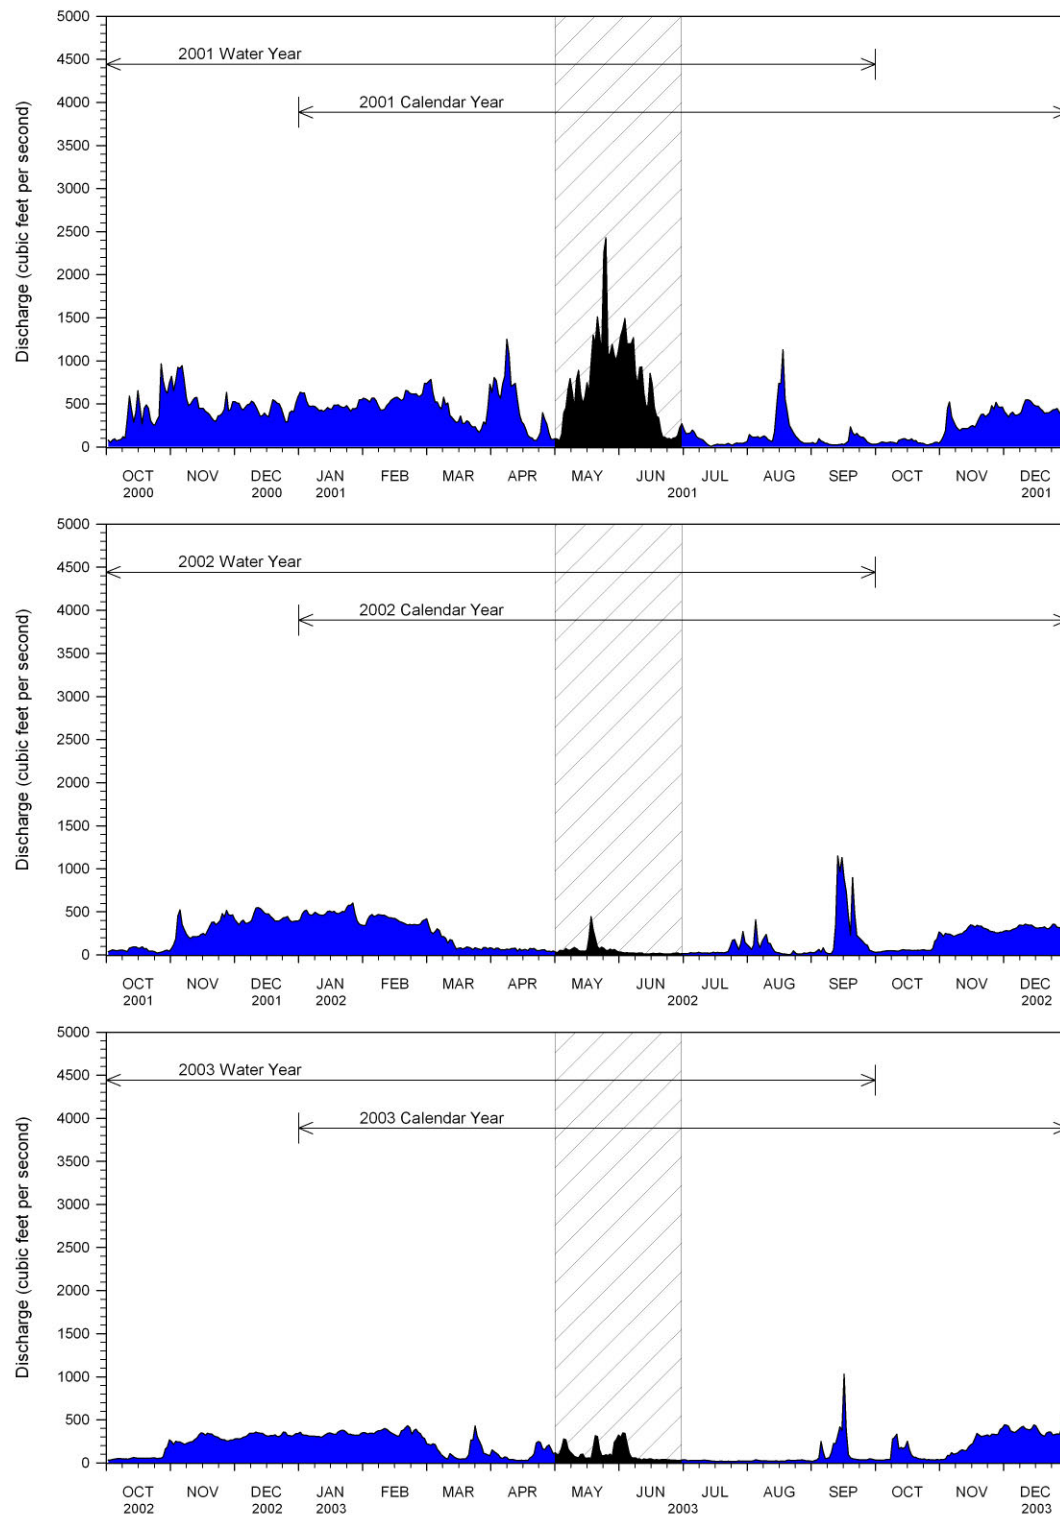 5000
2001 Water Year
4500
4000
2001 Calendar Year
3500
3000
2500
2000
1500
1000
500
0
Discharge (cubic feet per second)
OCT NOV DEC JAN FEB MAR APR MAY JUN JUL AUG SEP OCT NOV DEC
2000 2000 2001 2001 2001
5000
2002 Water Year
4500
4000
2002 Calendar Year
3500
3000
2500
2000
1500
1000
500
0
Discharge (cubic feet per second)
OCT NOV DEC JAN FEB MAR APR MAY JUN JUL AUG SEP OCT NOV DEC
2001 2001 2002 2002 2002
5000
2003 Water Year
4500
4000
2003 Calendar Year
3500
3000
2500
2000
1500
1000
500
0
Discharge (cubic feet per second)
OCT NOV DEC JAN FEB MAR APR MAY JUN JUL AUG SEP OCT NOV DEC
2002 2002 2003 2003 2003